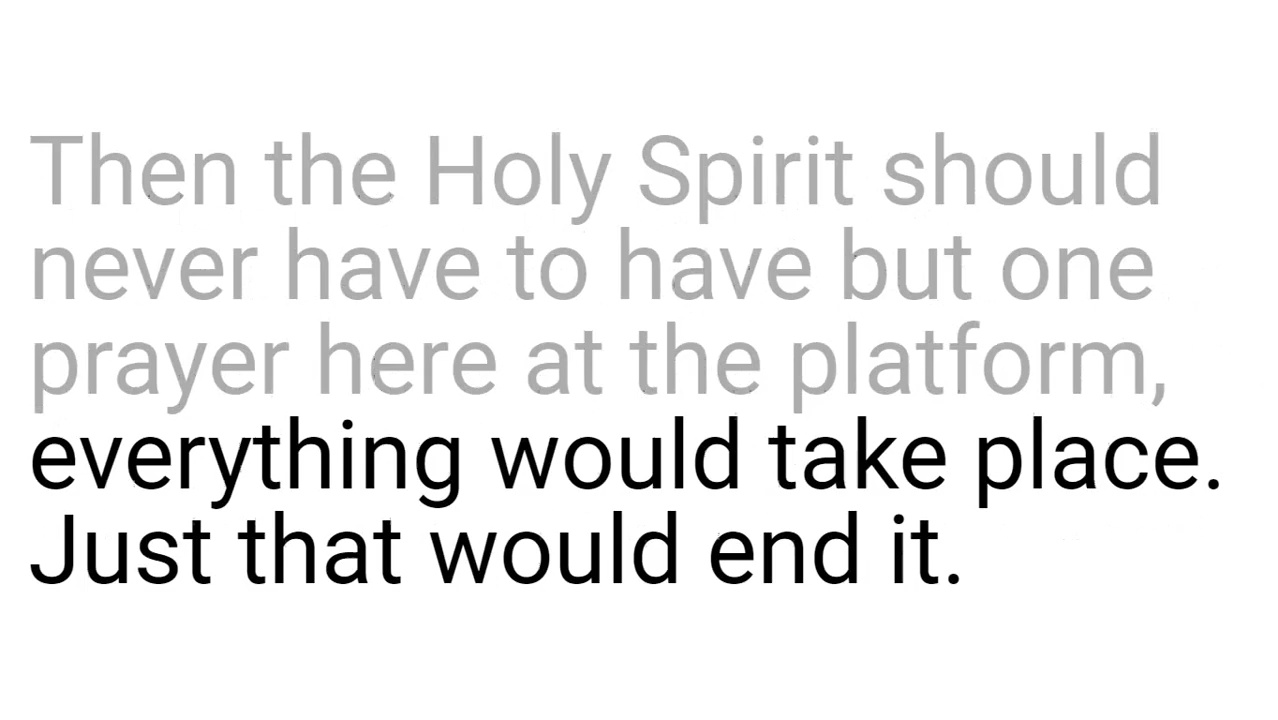 Then the Holy Spirit should
never have to have but one
prayer here at the platform,
everything would take place.
Just that would end it.